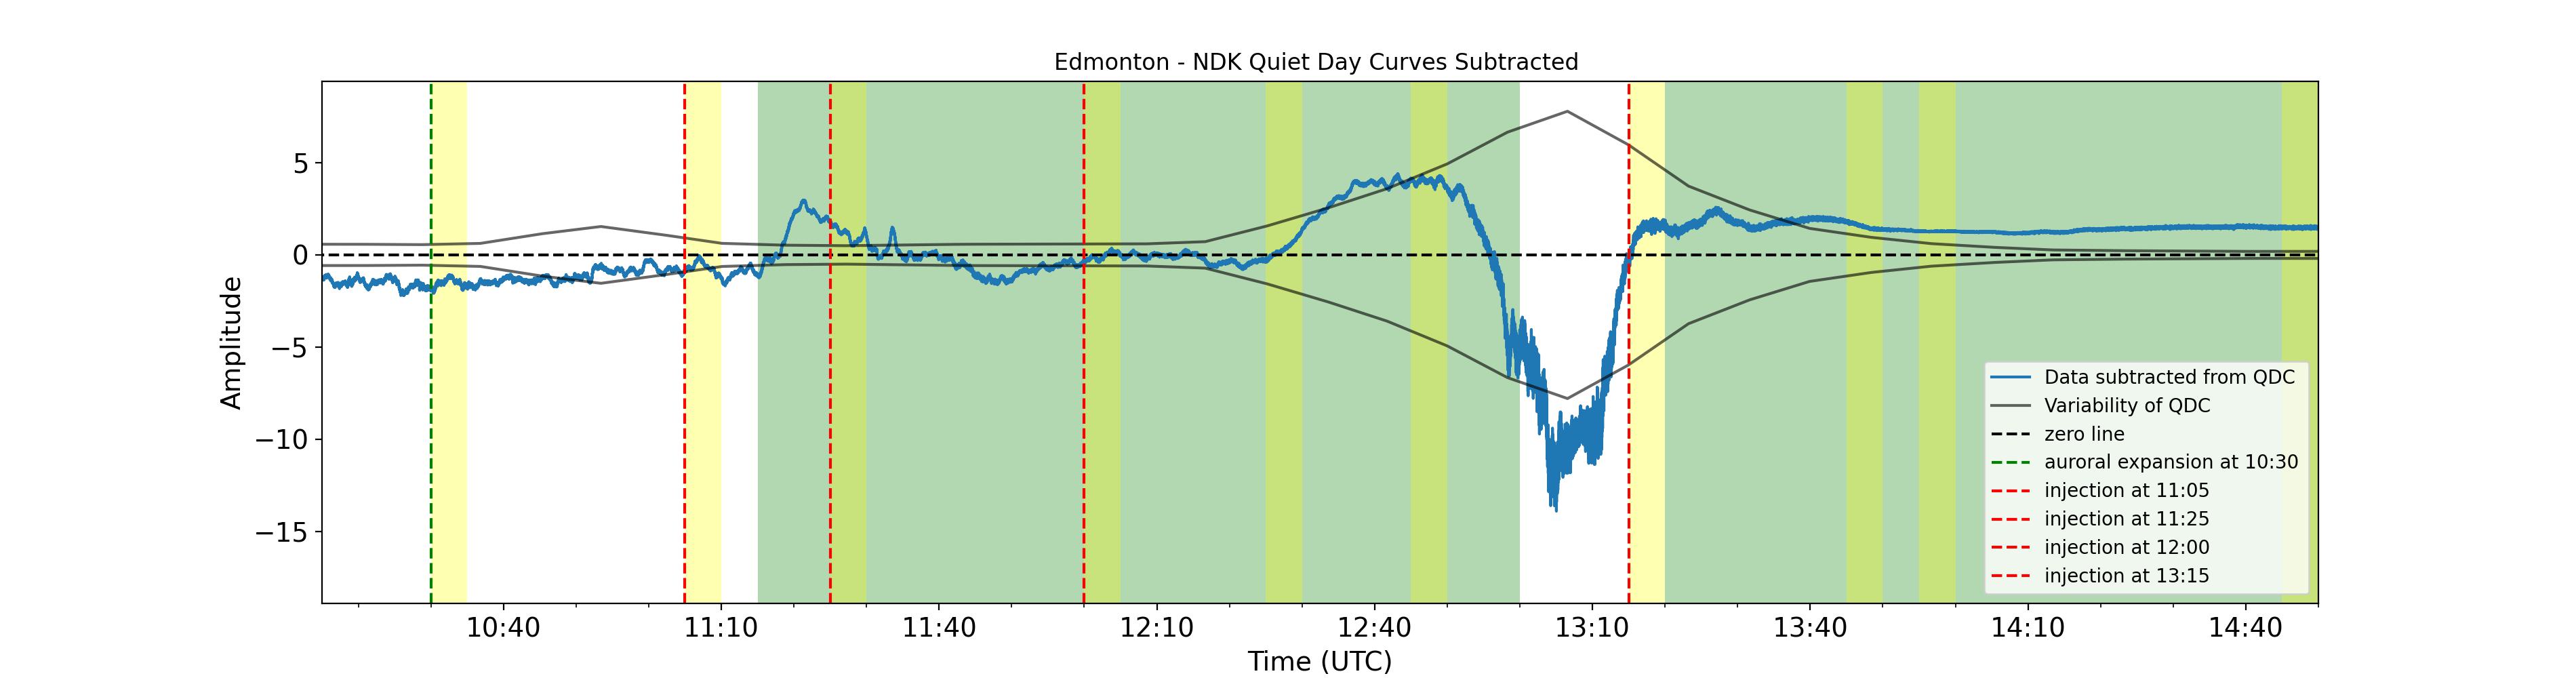 Edmonton - NDK Quiet Day Curves Subtracted
Amplitude
5
0
−5
−10
−15
Data subtracted from QDC
Variability of QDC
zero line
auroral expansion at 10:30
injection at 11:05
injection at 11:25
injection at 12:00
injection at 13:15
10:40 11:10 11:40 12:10 12:40 13:10 13:40 14:10 14:40
Time (UTC)